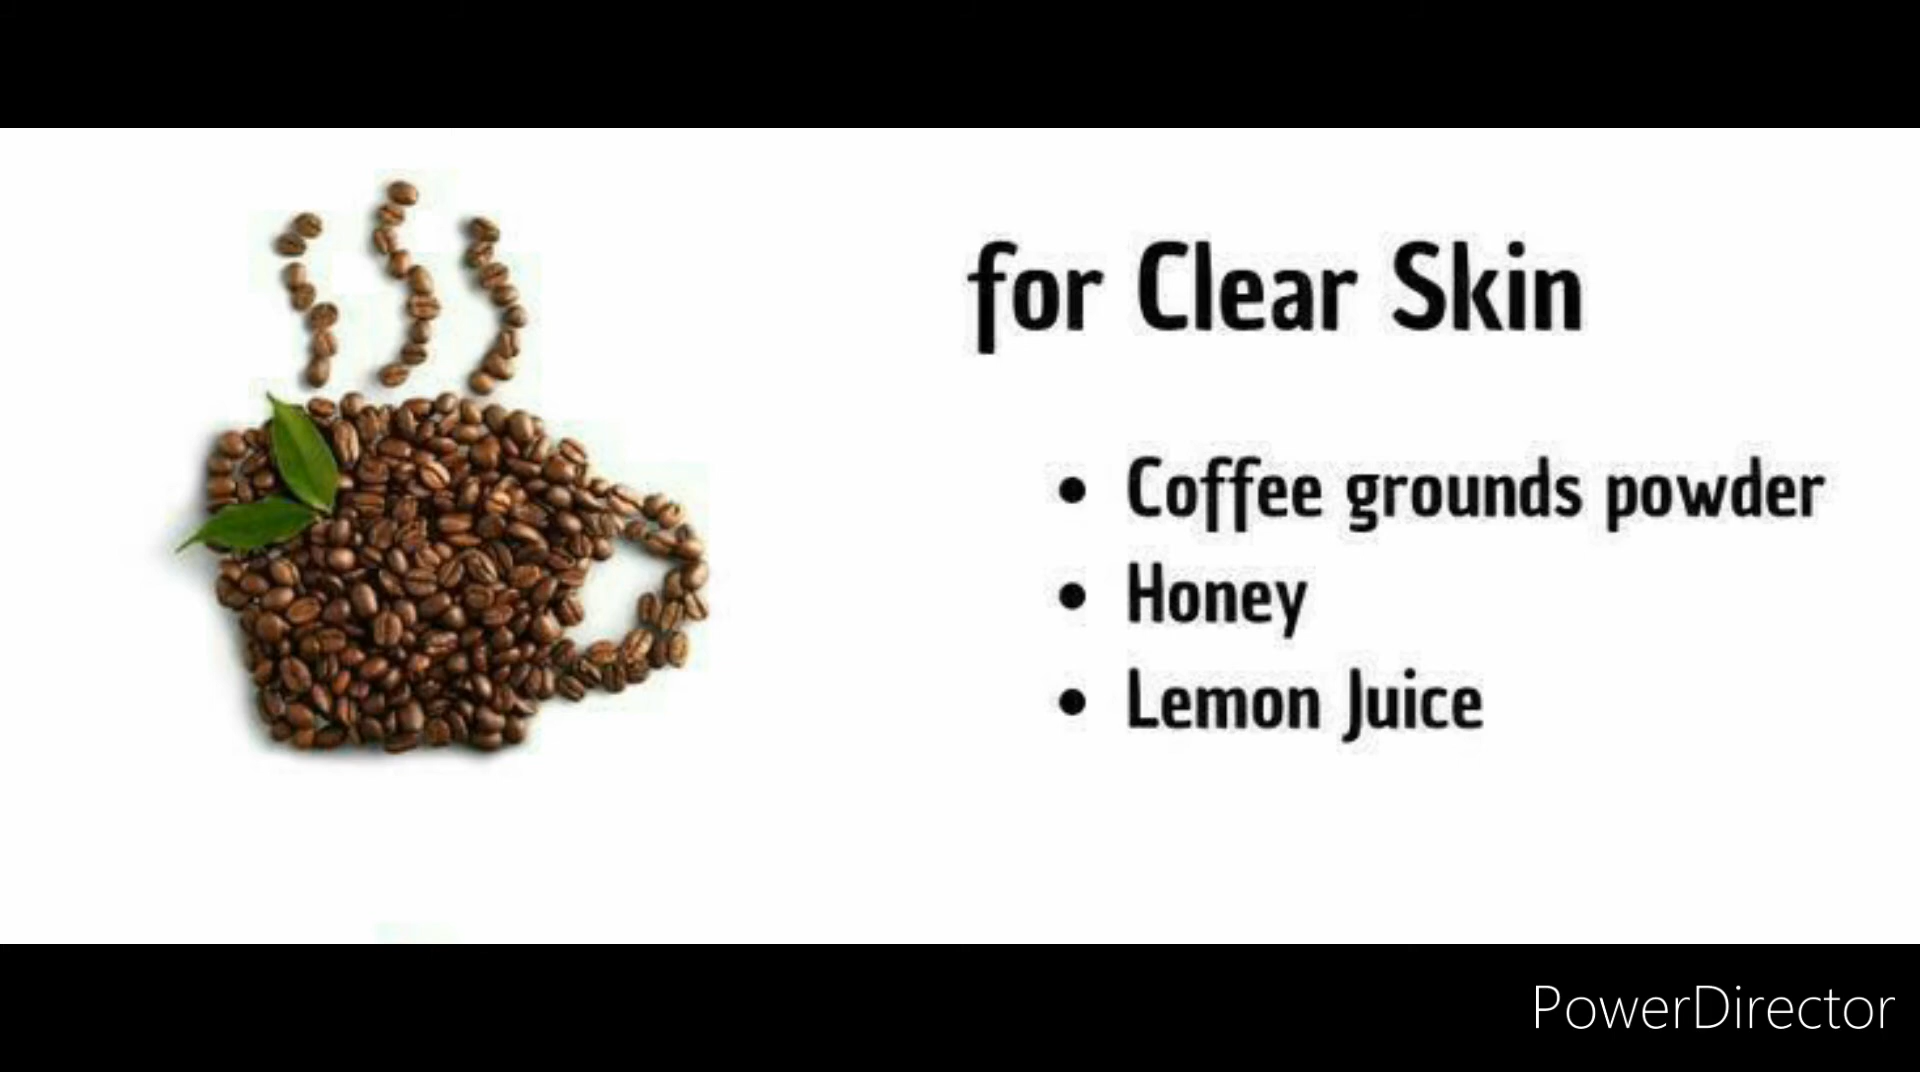 for Clear Skin
• Coffee grounds powder
• Honey
• Lemon Juice
PowerDirector